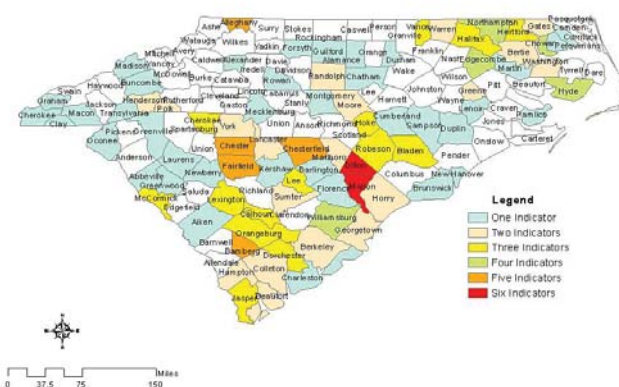 Ashe Alleghany Surry Stokes Rockingham Caswell Person Granville Vance Warren Northampton Gates Pasquotank Camden Currituck
Watauga Wilkes Yadkin Forsyth Guilford Alamance Orange Franklin Halifax Hertford Bertie Chowan Perquimans
Mitchell Avery Caldwell Alexander Davie Davidson Randolph Chatham Durham Wake Nash Edgecombe Martin Washington Tyrrell Dare
Madison Yancey Burke Iredell Rowan Wilson Pitt Beaufort Hyde
Swain Haywood Buncombe McDowell Catawba Lincoln Cabarrus Montgomery Moore Lee Harnett Johnston Greene Wayne
Graham Jackson Henderson Rutherford Cleveland Gaston Mecklenburg Stanly Lenoir Craven Pamlico
Cherokee Macon Transylvania Polk Union Anson Richmond Hoke Cumberland Sampson Duplin Jones Carteret
Clay Scotland Robeson Bladen Pender Onslow
Oconee Pickens Greenville Spartanburg Cherokee York Lancaster Chesterfield Marlboro Dillon Columbus New Hanover
Anderson Laurens Union Chester Fairfield Kershaw Darlington Marion Brunswick
Abbeville Greenwood Newberry Lee Florence Horry
McCormick Saluda Edgefield Lexington Richland Sumter
Aiken Calhoun Clarendon Williamsburg Georgetown
Barnwell Orangeburg Berkeley
Allendale Bamberg Dorchester
Hampton Colleton Charleston
Jasper Beaufort
Legend
One Indicator
Two Indicators
Three Indicators
Four Indicators
Five Indicators
Six Indicators
N
Miles
0 37.5 75 150